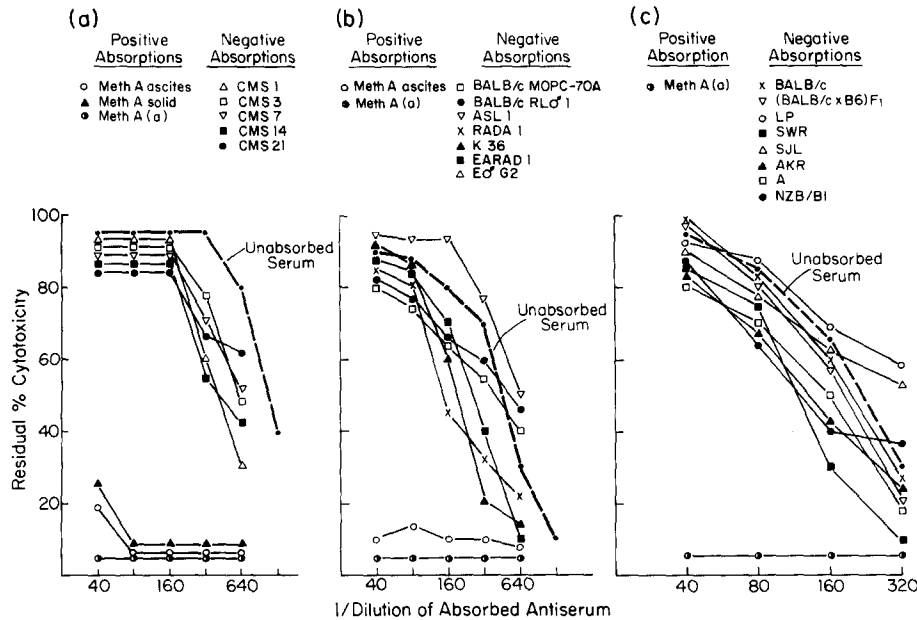 (a)
Positive Absorptions
Negative Absorptions
Meth A ascites
Meth A solid
Meth A (a)
CMS 1
CMS 3
CMS 7
CMS 14
CMS 21
(b)
Positive Absorptions
Negative Absorptions
Meth A ascites
Meth A (a)
BALB/c MOPC-70A
BALB/c RL♂ 1
ASL 1
RADA 1
K 36
EARAD 1
E♂ G2
(c)
Positive Absorption
Negative Absorptions
Meth A (a)
BALB/c
(BALB/c x B6) F1
LP
SWR
SJL
AKR
A
NZB/B1
Residual % Cytotoxicity
100
80
60
40
20
Unabsorbed Serum
Unabsorbed Serum
Unabsorbed Serum
40 160 640
40 160 640
40 80 160 320
1/Dilution of Absorbed Antiserum